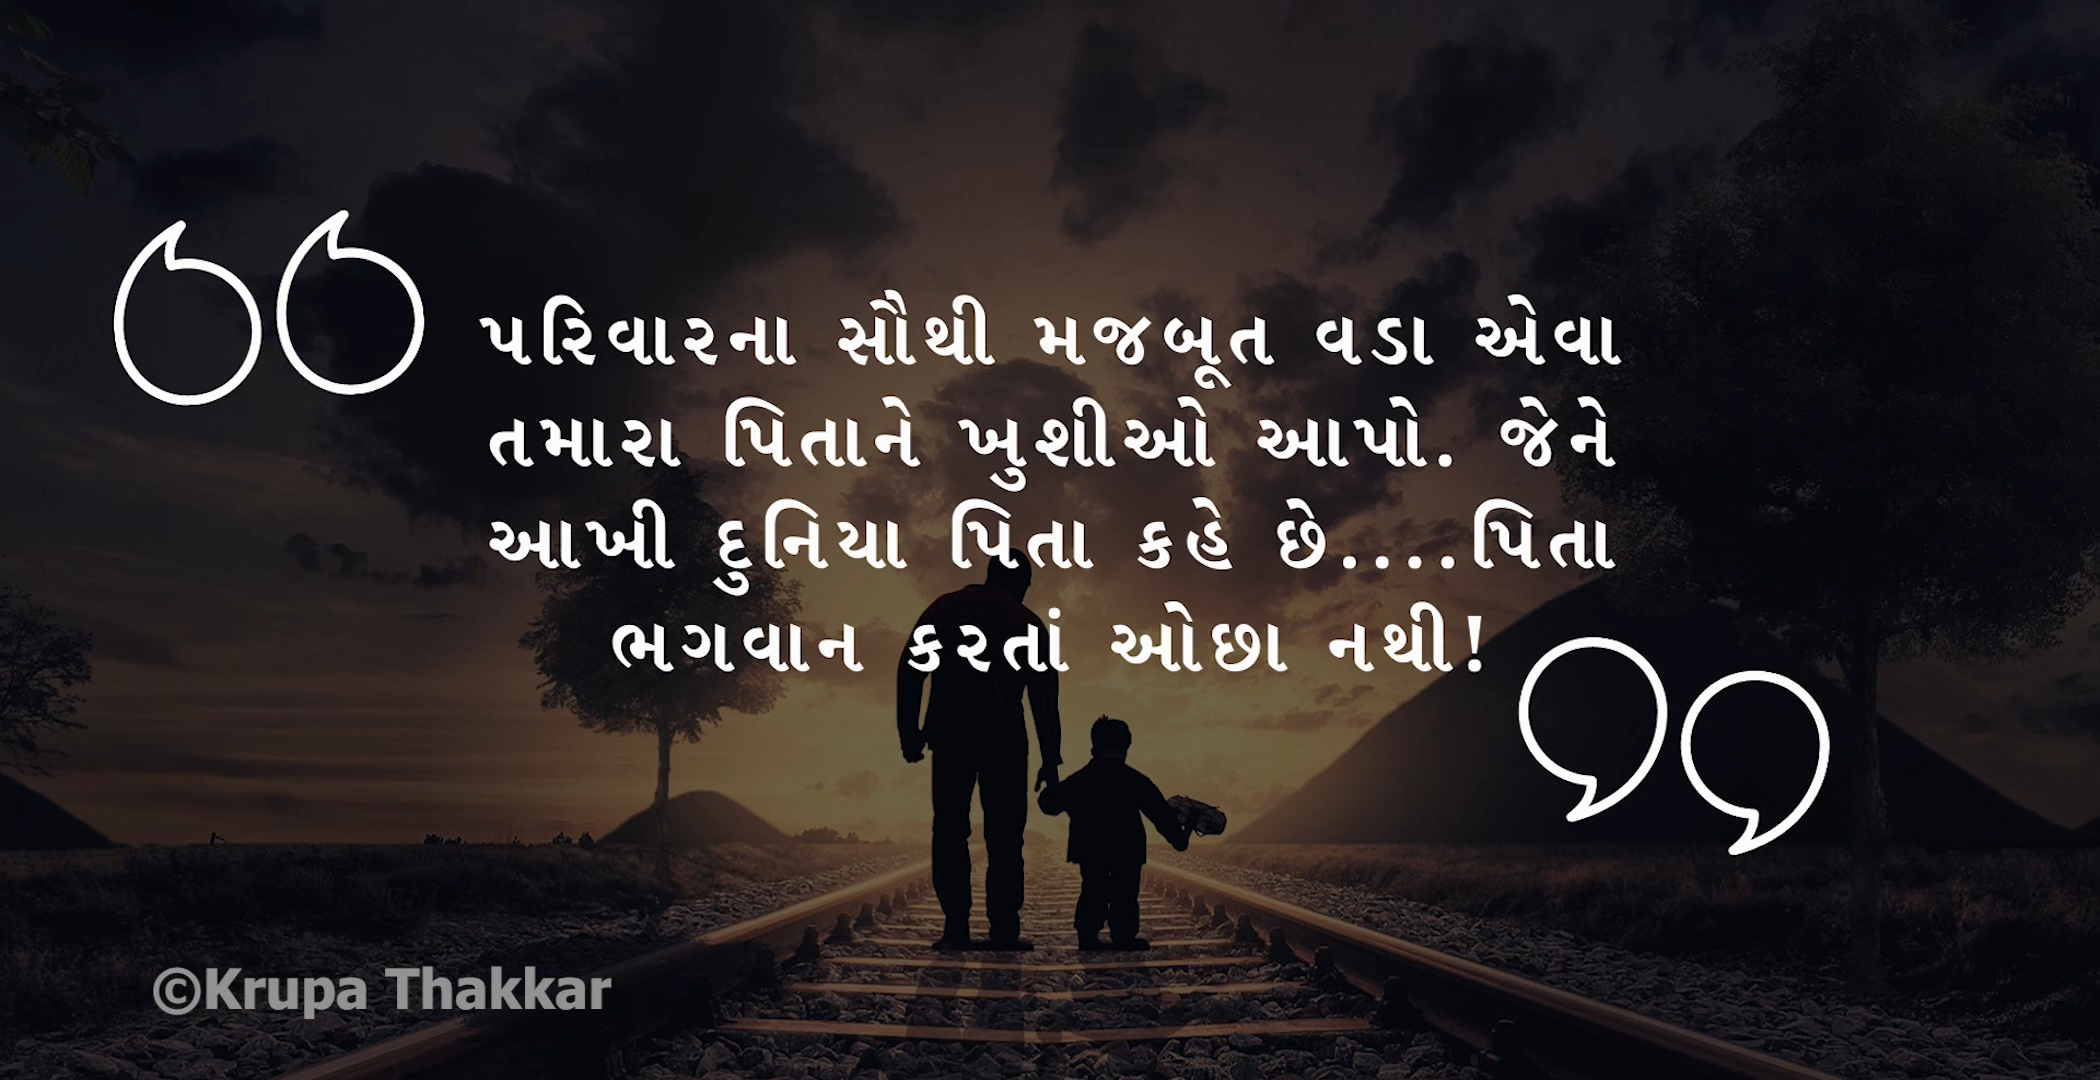 પરિવારના સૌથી મજબૂત વડા એવા
તમારા પિતાને ખુશીઓ આપો. જેને
આખી દુનિયા પિતા કહે છે....પિતા
ભગવાન કરતાં ઓછા નથી!
©Krupa Thakkar